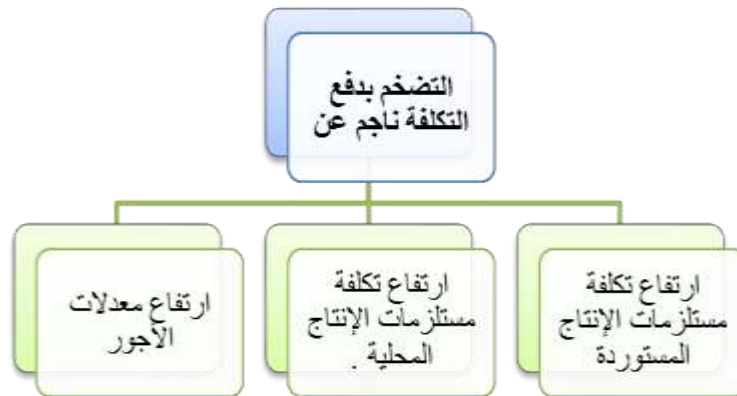 التضخم بدفع
التكلفة ناجم عن
ارتفاع تكلفة
مستلزمات الإنتاج
المستوردة
ارتفاع تكلفة
مستلزمات الإنتاج
المحلية .
ارتفاع معدلات
الأجور